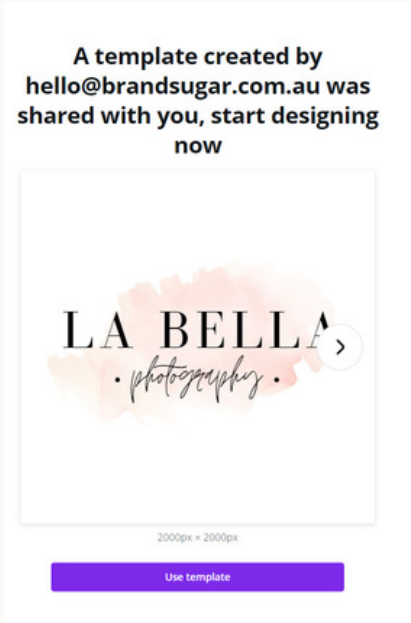 A template created by
hello@brandsugar.com.au was
shared with you, start designing
now
LA BELLA
• photography •
2000px × 2000px
Use template